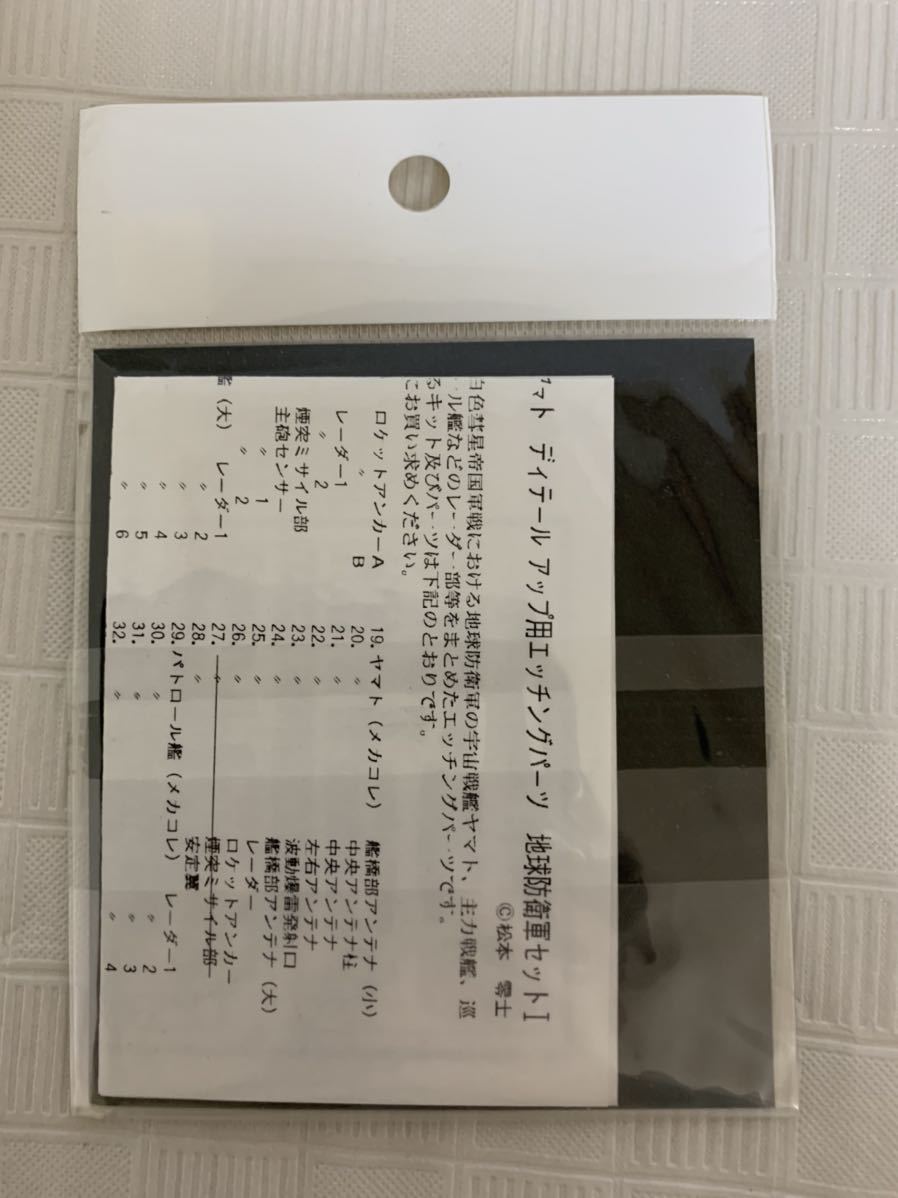 マト ディテール アップ用エッチングパーツ 地球防衛軍セットI
©松本 零士
白色彗星帝国軍戦における地球防衛軍の宇宙戦艦ヤマト、主力戦艦、巡
ル艦などのレーダー部等をまとめたエッチングパーツです。
るキット及びパーツは下記のとおりです。
にお買い求めください。
ロケットアンカーA
〃 B
レーダー1
〃 2
煙突ミサイル部
主砲センサー
〃 1
〃 2
艦（大） レーダー1
〃 2
〃 3
〃 4
〃 5
〃 6
19. ヤマト（メカコレ） 艦橋部アンテナ（小）
20. 〃 中央アンテナ柱
21. 〃 中央アンテナ
22. 〃 左右アンテナ
23. 〃 波動爆雷発射口
24. 〃 艦橋部アンテナ（大）
25. 〃 レーダー
26. 〃 ロケットアンカー
27. 煙突ミサイル部
28. 〃 安定翼
29. パトロール艦（メカコレ） レーダー1
30. 〃 〃 2
31. 〃 〃 3
32. 〃 〃 4